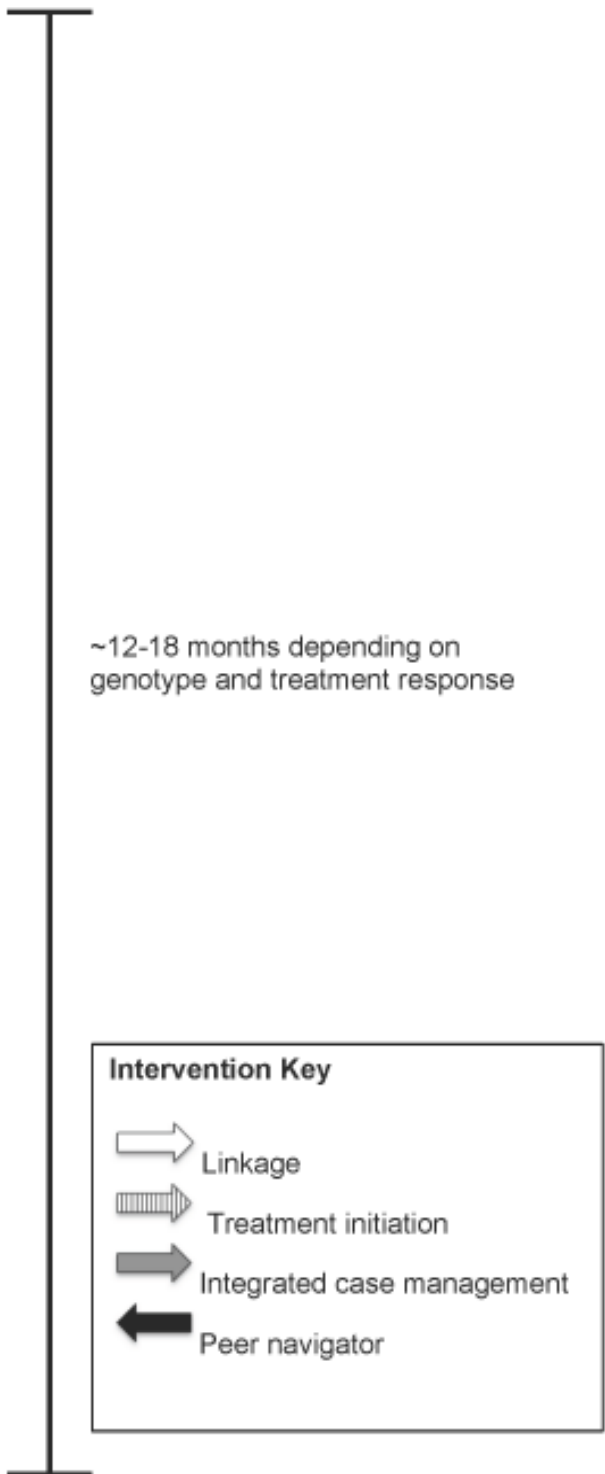 ~12-18 months depending on
genotype and treatment response
Intervention Key
Linkage
Treatment initiation
Integrated case management
Peer navigator